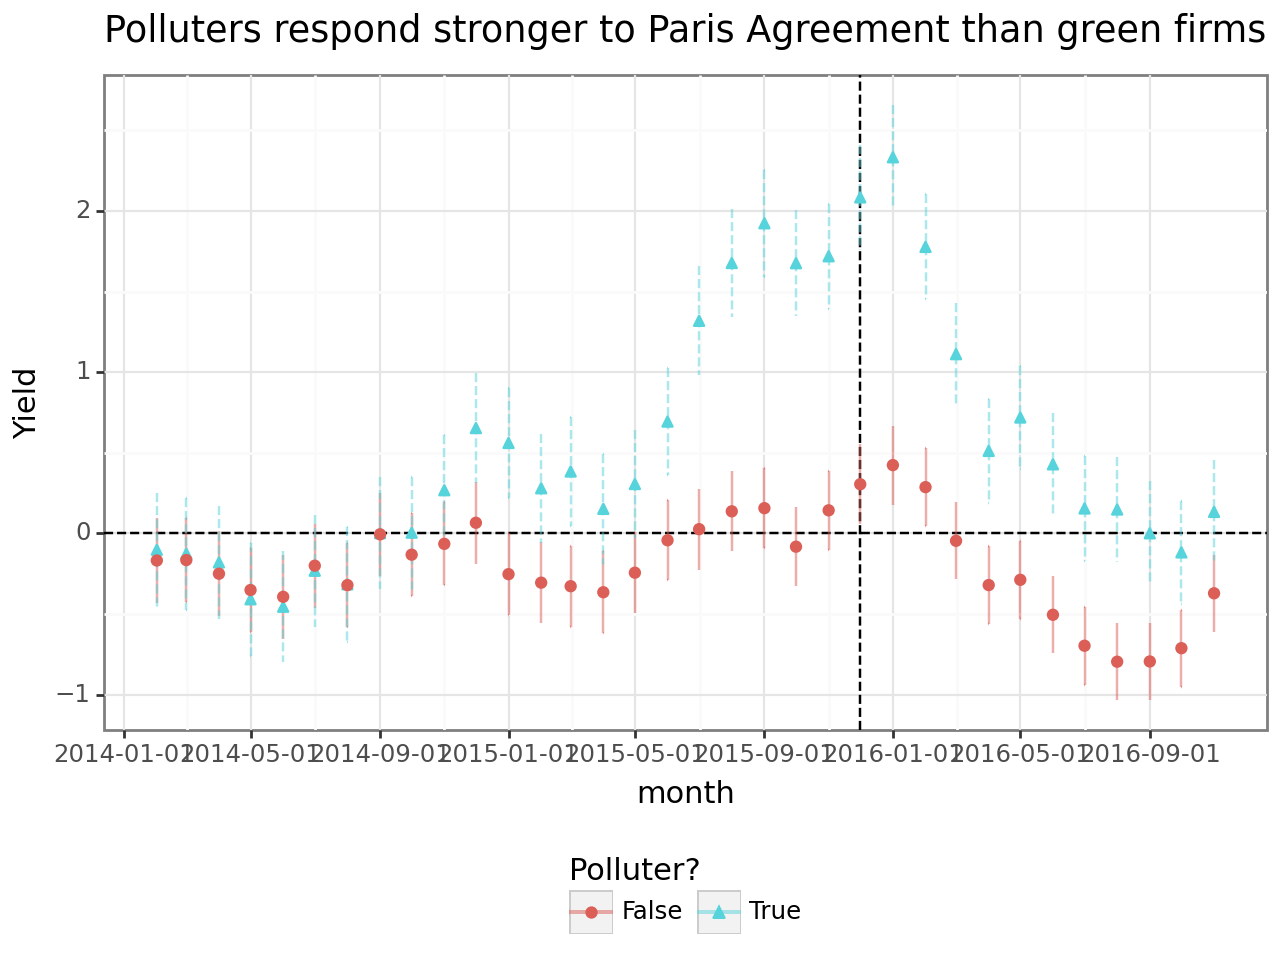 Polluters respond stronger to Paris Agreement than green firms
Yield
2
1
0
−1
2014-01-01 2014-05-01 2014-09-01 2015-01-01 2015-05-01 2015-09-01 2016-01-01 2016-05-01 2016-09-01
month
Polluter?
False True